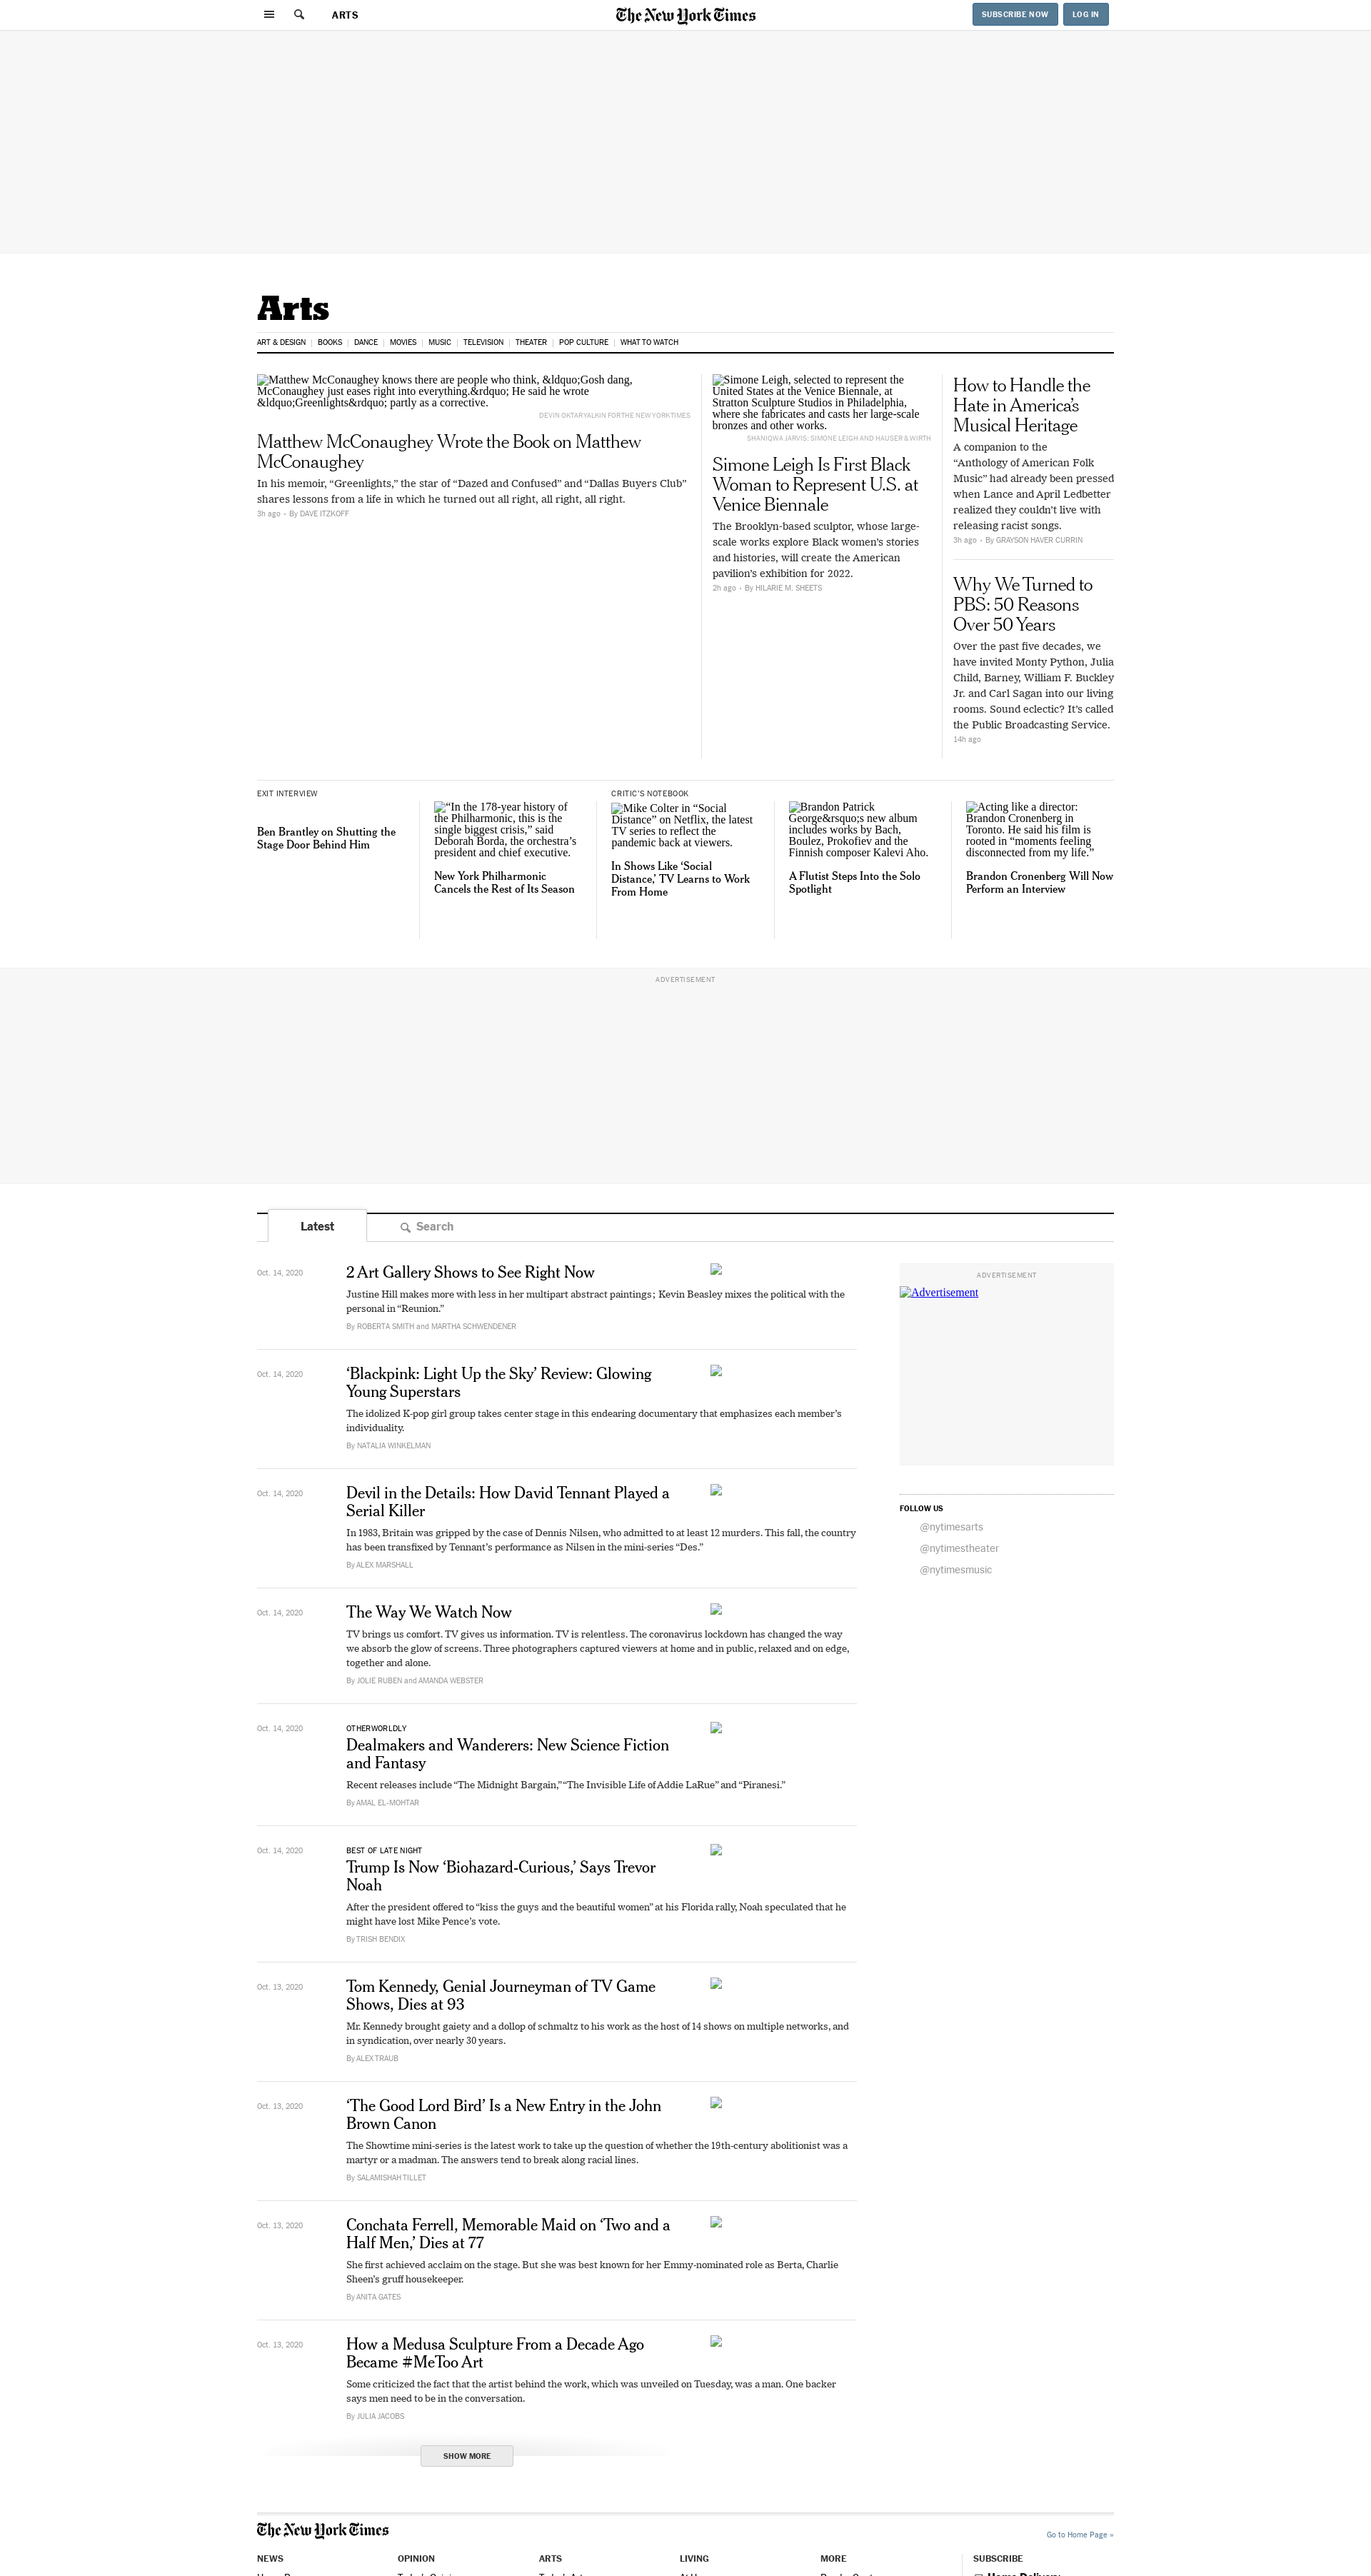 ARTS
The New York Times
SUBSCRIBE NOW
LOG IN
Arts
ART & DESIGN
BOOKS
DANCE
MOVIES
MUSIC
TELEVISION
THEATER
POP CULTURE
WHAT TO WATCH
Matthew McConaughey knows there are people who think, &ldquo;Gosh dang,
McConaughey just eases right into everything.&rdquo; He said he wrote
&ldquo;Greenlights&rdquo; partly as a corrective.
DEVIN OKTAR YALKIN FOR THE NEW YORK TIMES
Matthew McConaughey Wrote the Book on Matthew
McConaughey
In his memoir, “Greenlights,” the star of “Dazed and Confused” and “Dallas Buyers Club”
shares lessons from a life in which he turned out all right, all right, all right.
3h ago • By DAVE ITZKOFF
Simone Leigh, selected to represent the
United States at the Venice Biennale, at
Stratton Sculpture Studios in Philadelphia,
where she fabricates and casts her large-scale
bronzes and other works.
SHANIQWA JARVIS; SIMONE LEIGH AND HAUSER & WIRTH
Simone Leigh Is First Black
Woman to Represent U.S. at
Venice Biennale
The Brooklyn-based sculptor, whose large-
scale works explore Black women’s stories
and histories, will create the American
pavilion’s exhibition for 2022.
2h ago • By HILARIE M. SHEETS
How to Handle the
Hate in America’s
Musical Heritage
A companion to the
“Anthology of American Folk
Music” had already been pressed
when Lance and April Ledbetter
realized they couldn’t live with
releasing racist songs.
3h ago • By GRAYSON HAVER CURRIN
Why We Turned to
PBS: 50 Reasons
Over 50 Years
Over the past five decades, we
have invited Monty Python, Julia
Child, Barney, William F. Buckley
Jr. and Carl Sagan into our living
rooms. Sound eclectic? It’s called
the Public Broadcasting Service.
14h ago
EXIT INTERVIEW
Ben Brantley on Shutting the
Stage Door Behind Him
“In the 178-year history of
the Philharmonic, this is the
single biggest crisis,” said
Deborah Borda, the orchestra’s
president and chief executive.
New York Philharmonic
Cancels the Rest of Its Season
CRITIC’S NOTEBOOK
Mike Colter in “Social
Distance” on Netflix, the latest
TV series to reflect the
pandemic back at viewers.
In Shows Like ‘Social
Distance,’ TV Learns to Work
From Home
Brandon Patrick
George&rsquo;s new album
includes works by Bach,
Boulez, Prokofiev and the
Finnish composer Kalevi Aho.
A Flutist Steps Into the Solo
Spotlight
Acting like a director:
Brandon Cronenberg in
Toronto. He said his film is
rooted in “moments feeling
disconnected from my life.”
Brandon Cronenberg Will Now
Perform an Interview
ADVERTISEMENT
Latest
Search
Oct. 14, 2020
2 Art Gallery Shows to See Right Now
Justine Hill makes more with less in her multipart abstract paintings; Kevin Beasley mixes the political with the
personal in “Reunion.”
By ROBERTA SMITH and MARTHA SCHWENDENER
Oct. 14, 2020
‘Blackpink: Light Up the Sky’ Review: Glowing
Young Superstars
The idolized K-pop girl group takes center stage in this endearing documentary that emphasizes each member’s
individuality.
By NATALIA WINKELMAN
Oct. 14, 2020
Devil in the Details: How David Tennant Played a
Serial Killer
In 1983, Britain was gripped by the case of Dennis Nilsen, who admitted to at least 12 murders. This fall, the country
has been transfixed by Tennant’s performance as Nilsen in the mini-series “Des.”
By ALEX MARSHALL
Oct. 14, 2020
The Way We Watch Now
TV brings us comfort. TV gives us information. TV is relentless. The coronavirus lockdown has changed the way
we absorb the glow of screens. Three photographers captured viewers at home and in public, relaxed and on edge,
together and alone.
By JOLIE RUBEN and AMANDA WEBSTER
Oct. 14, 2020
OTHERWORLDLY
Dealmakers and Wanderers: New Science Fiction
and Fantasy
Recent releases include “The Midnight Bargain,” “The Invisible Life of Addie LaRue” and “Piranesi.”
By AMAL EL-MOHTAR
Oct. 14, 2020
BEST OF LATE NIGHT
Trump Is Now ‘Biohazard-Curious,’ Says Trevor
Noah
After the president offered to “kiss the guys and the beautiful women” at his Florida rally, Noah speculated that he
might have lost Mike Pence’s vote.
By TRISH BENDIX
Oct. 13, 2020
Tom Kennedy, Genial Journeyman of TV Game
Shows, Dies at 93
Mr. Kennedy brought gaiety and a dollop of schmaltz to his work as the host of 14 shows on multiple networks, and
in syndication, over nearly 30 years.
By ALEX TRAUB
Oct. 13, 2020
‘The Good Lord Bird’ Is a New Entry in the John
Brown Canon
The Showtime mini-series is the latest work to take up the question of whether the 19th-century abolitionist was a
martyr or a madman. The answers tend to break along racial lines.
By SALAMISHAH TILLET
Oct. 13, 2020
Conchata Ferrell, Memorable Maid on ‘Two and a
Half Men,’ Dies at 77
She first achieved acclaim on the stage. But she was best known for her Emmy-nominated role as Berta, Charlie
Sheen’s gruff housekeeper.
By ANITA GATES
Oct. 13, 2020
How a Medusa Sculpture From a Decade Ago
Became #MeToo Art
Some criticized the fact that the artist behind the work, which was unveiled on Tuesday, was a man. One backer
says men need to be in the conversation.
By JULIA JACOBS
SHOW MORE
ADVERTISEMENT
Advertisement
FOLLOW US
@nytimesarts
@nytimestheater
@nytimesmusic
The New York Times
Go to Home Page »
NEWS
OPINION
ARTS
LIVING
MORE
SUBSCRIBE